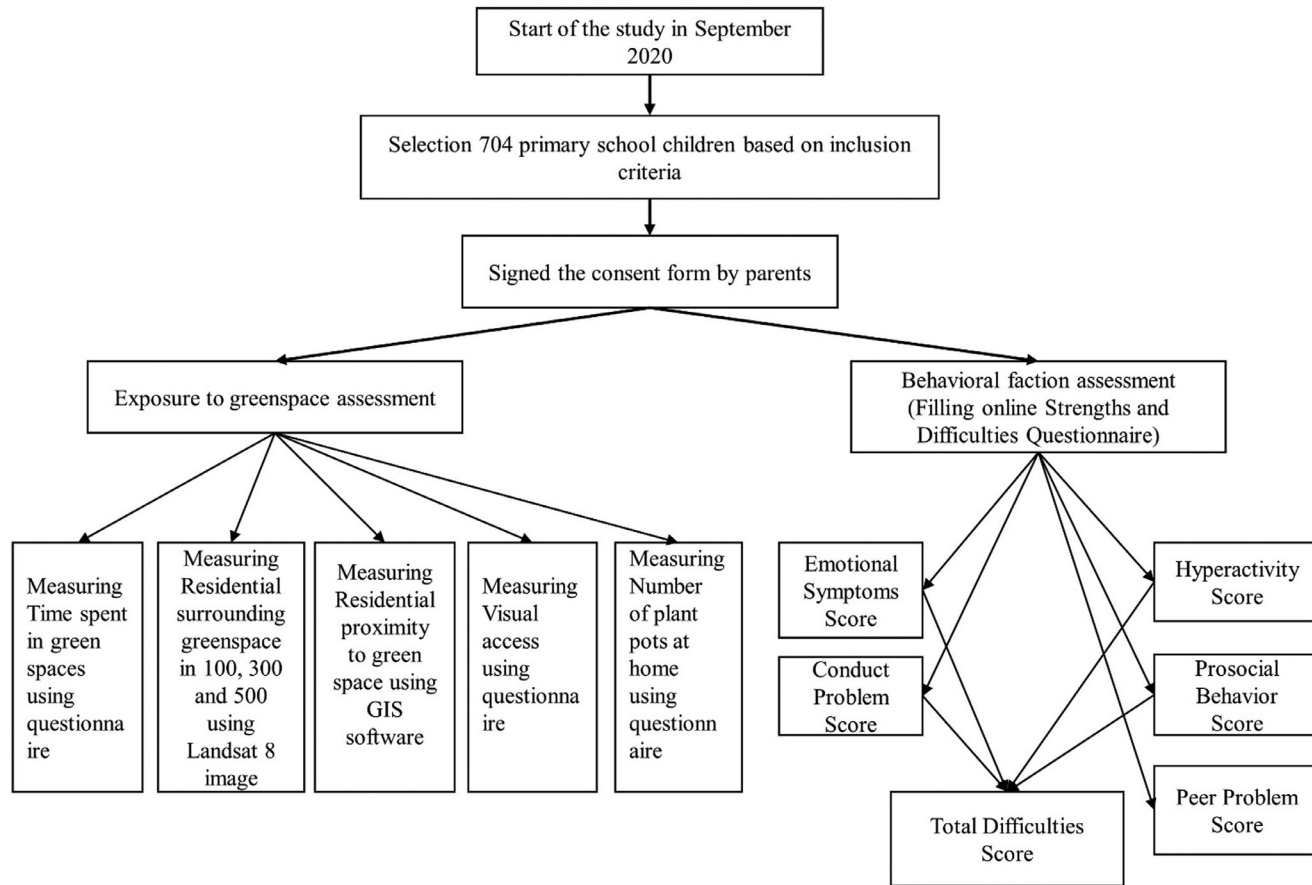 Start of the study in September
2020
Selection 704 primary school children based on inclusion
criteria
Signed the consent form by parents
Exposure to greenspace assessment
Behavioral faction assessment
(Filling online Strengths and
Difficulties Questionnaire)
Measuring
Time spent
in green
spaces
using
questionna
ire
Measuring
Residential
surrounding
greenspace
in 100, 300
and 500
using
Landsat 8
image
Measuring
Residential
proximity
to green
space using
GIS
software
Measuring
Visual
access
using
questionna
ire
Measuring
Number
of plant
pots at
home
using
questionn
aire
Emotional
Symptoms
Score
Conduct
Problem
Score
Hyperactivity
Score
Prosocial
Behavior
Score
Peer Problem
Score
Total Difficulties
Score